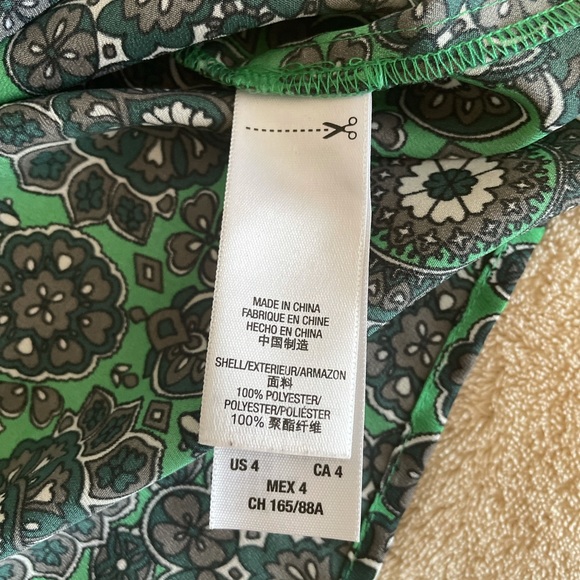 MADE IN CHINA
FABRIQUE EN CHINE
HECHO EN CHINA
中国制造
SHELL/EXTERIEUR/ARMAZON
面料
100% POLYESTER/
POLYESTER/POLIÉSTER
100% 聚酯纤维
US 4 CA 4
MEX 4
CH 165/88A